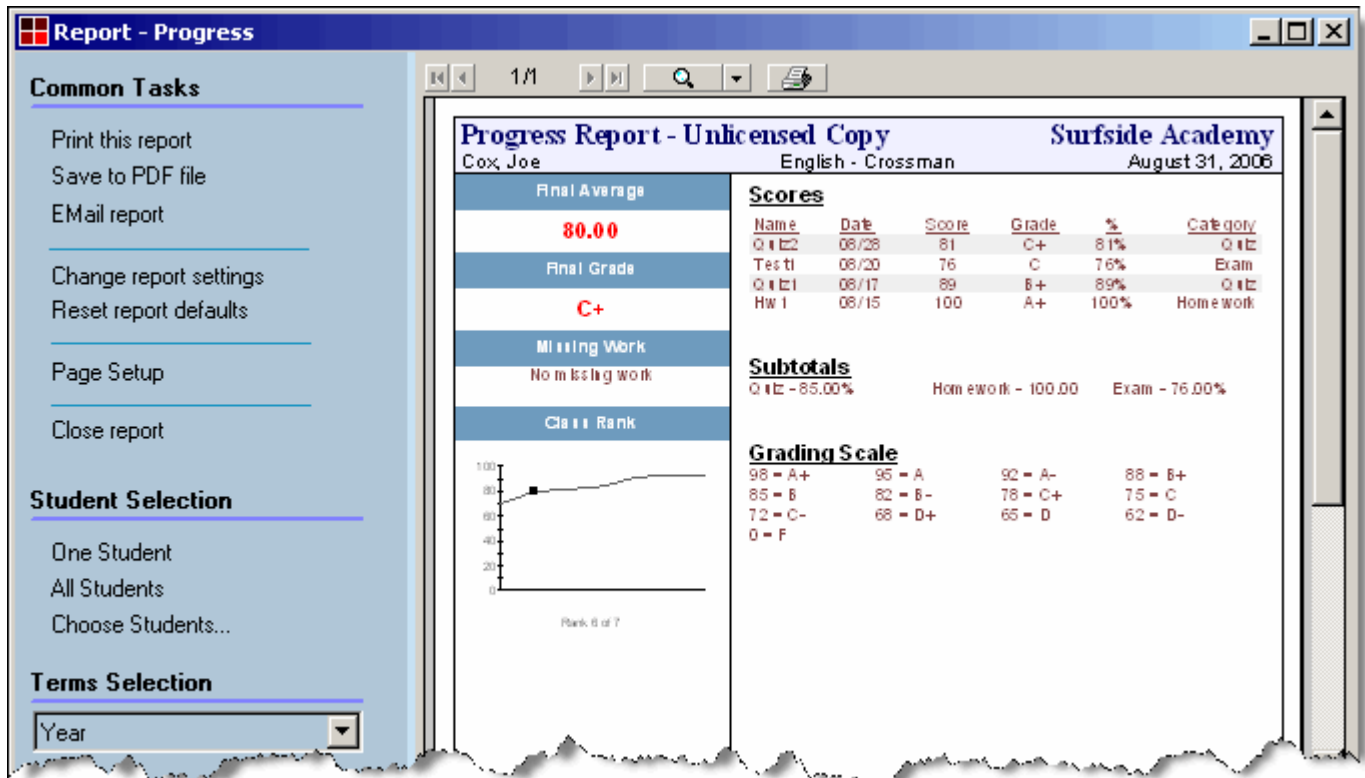 Report - Progress
Common Tasks
Print this report
Save to PDF file
EMail report
Change report settings
Reset report defaults
Page Setup
Close report
Student Selection
One Student
All Students
Choose Students...
Terms Selection
Year
1/1
Progress Report - Unlicensed Copy Surfside Academy
Cox, Joe English - Crossman August 31, 2006
Final Average
80.00
Final Grade
C+
Missing Work
No missing work
Class Rank
100
80
60
40
20
0
Rank 6 of 7
Scores
Name Date Score Grade % Category
Quiz2 08/28 81 C+ 81% Quiz
Test1 08/20 76 C 76% Exam
Quiz1 08/17 89 B+ 89% Quiz
Hw 1 08/15 100 A+ 100% Homework
Subtotals
Quiz - 85.00% Homework - 100.00 Exam - 76.00%
Grading Scale
98 = A+ 95 = A 92 = A- 88 = B+
85 = B 82 = B- 78 = C+ 75 = C
72 = C- 68 = D+ 65 = D 62 = D-
0 = F